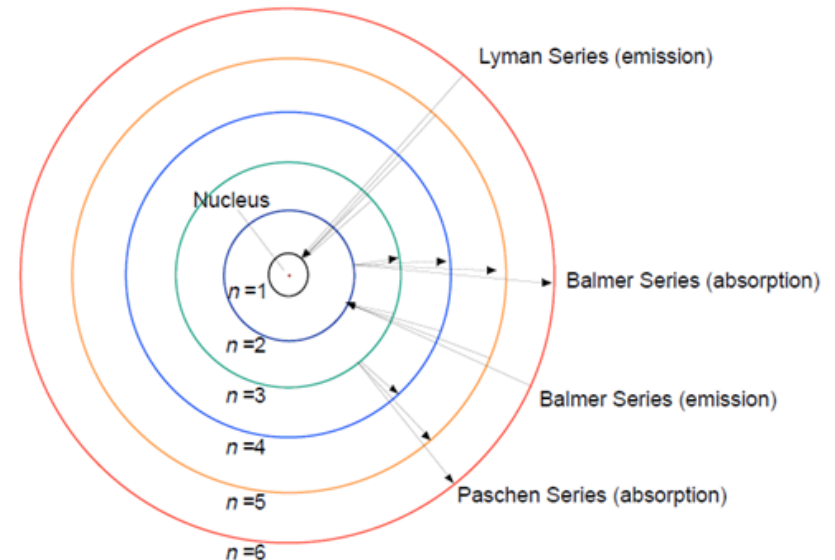 Lyman Series (emission)
Nucleus
Balmer Series (absorption)
n =1
n =2
n =3
Balmer Series (emission)
n =4
Paschen Series (absorption)
n =5
n =6